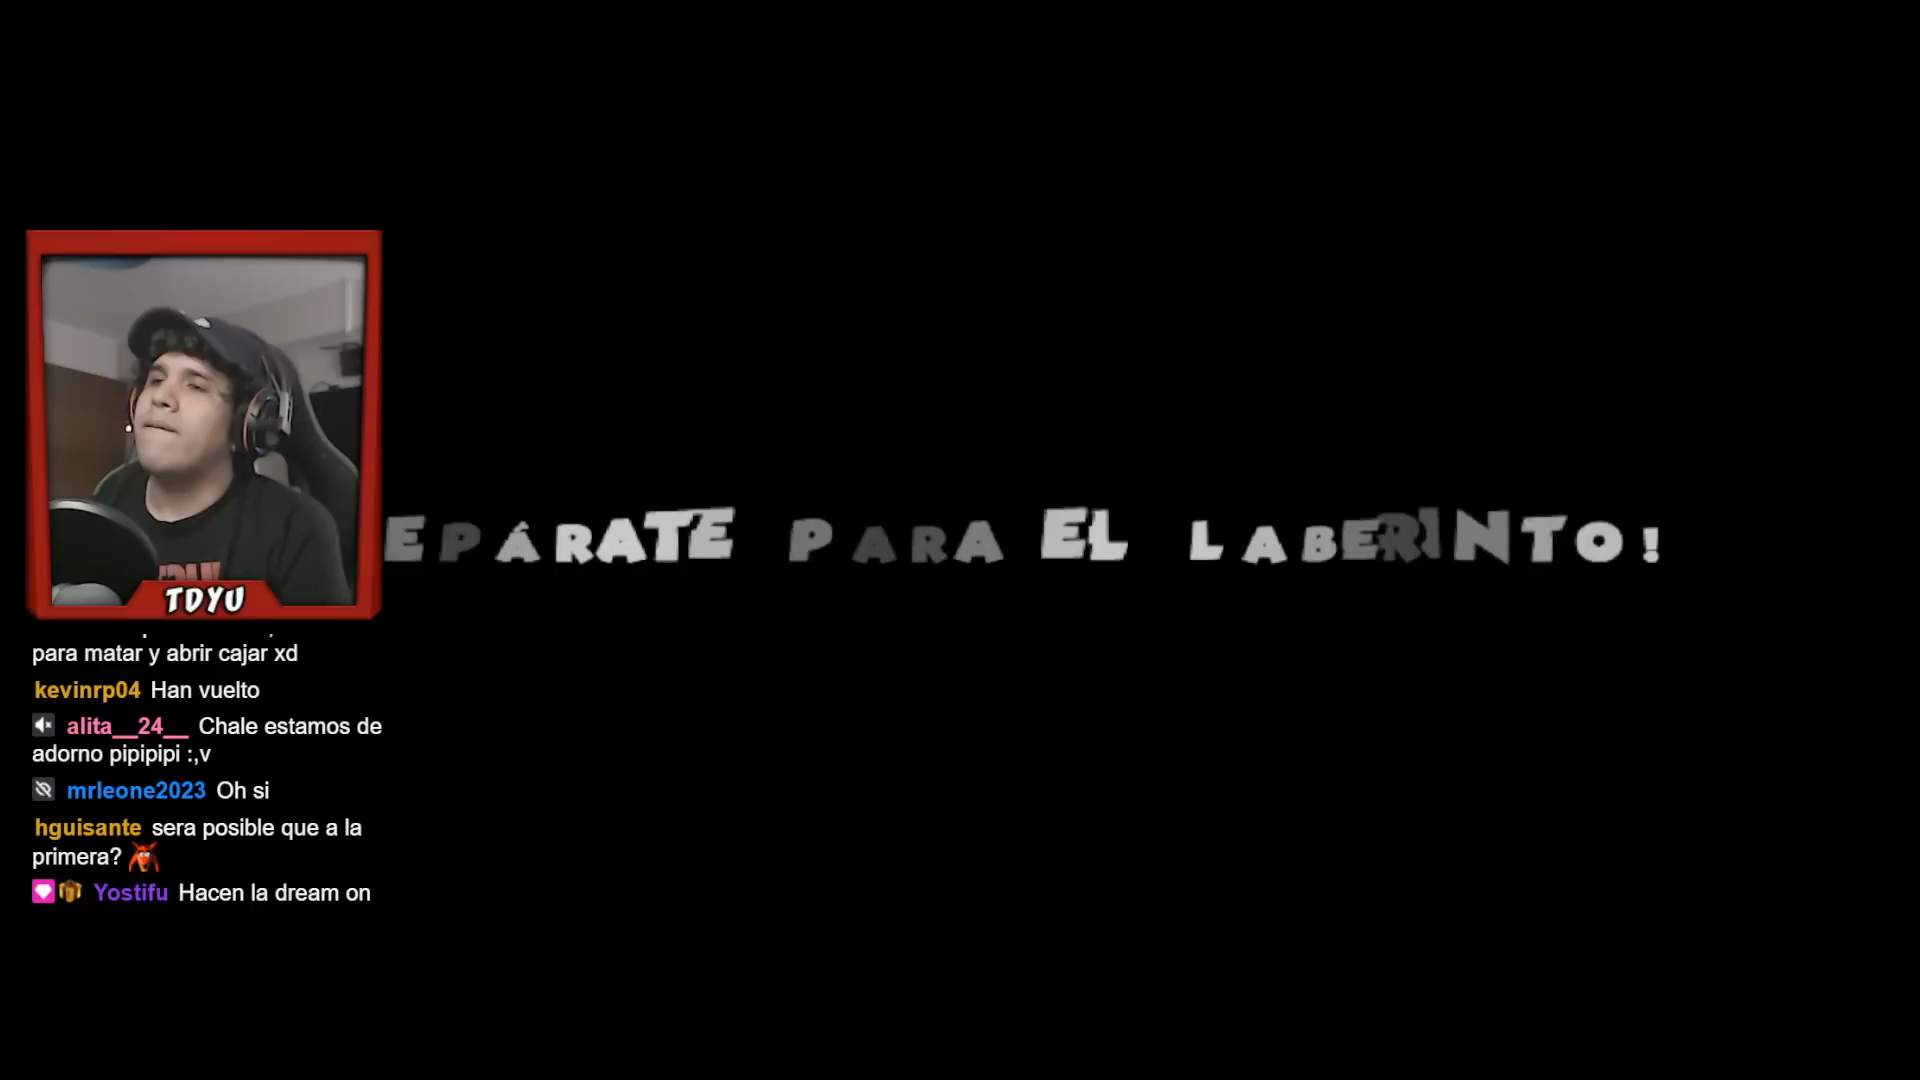 EPÁRATE PARA EL LABERINTO!
TDYU
para matar y abrir cajar xd
kevinrp04 Han vuelto
alita__24__ Chale estamos de
adorno pipipipi :,v
mrleone2023 Oh si
hguisante sera posible que a la
primera?
Yostifu Hacen la dream on